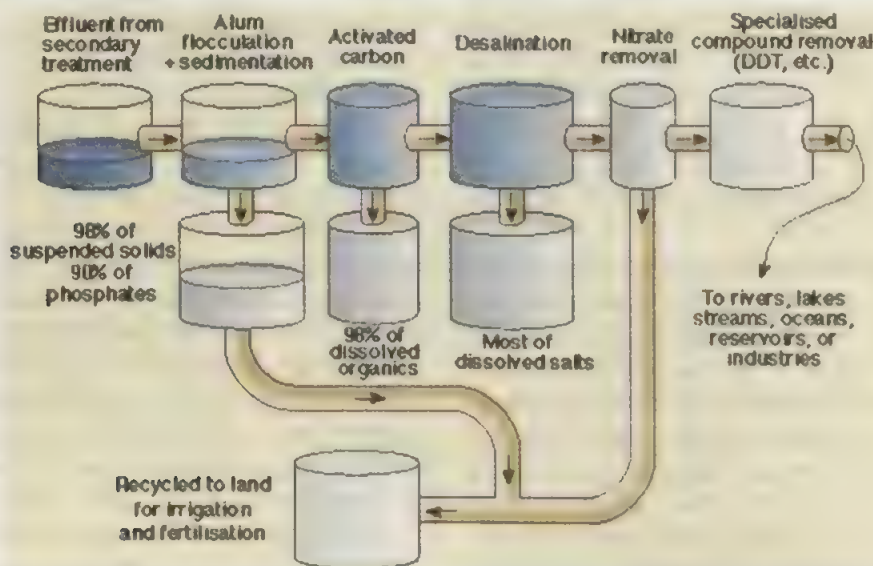 Effluent from
secondary
treatment
Alum
flocculation
+ sedimentation
Activated
carbon
Desalination
Nitrate
removal
Specialised
compound removal
(DDT, etc.)
98% of
suspended solids
90% of
phosphates
98% of
dissolved
organics
Most of
dissolved salts
To rivers, lakes
streams, oceans,
reservoirs, or
industries
Recycled to land
for irrigation
and fertilisation